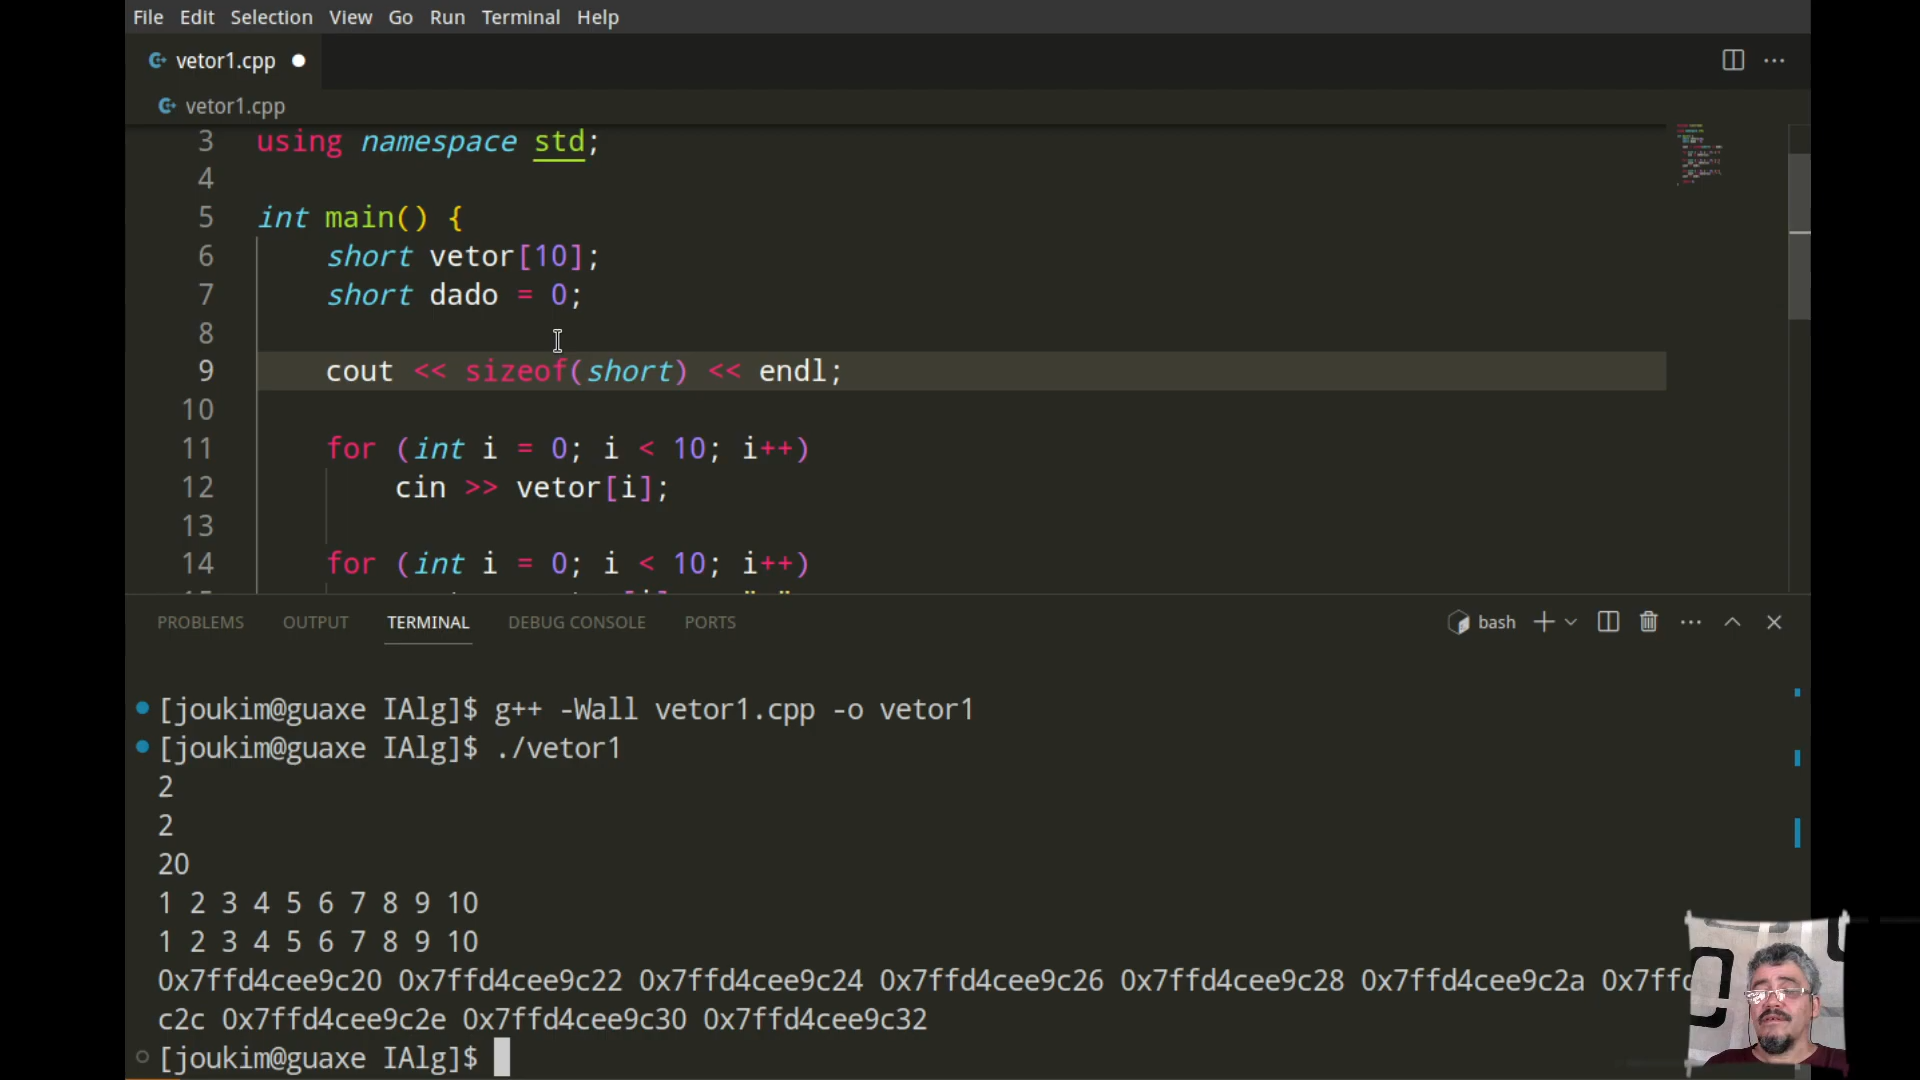 File Edit Selection View Go Run Terminal Help
vetor1.cpp
vetor1.cpp
3 using namespace std;
4
5 int main() {
6 short vetor[10];
7 short dado = 0;
8
9 cout << sizeof(short) << endl;
10
11 for (int i = 0; i < 10; i++)
12 cin >> vetor[i];
13
14 for (int i = 0; i < 10; i++)
PROBLEMS OUTPUT TERMINAL DEBUG CONSOLE PORTS bash
[joukim@guaxe IAlg]$ g++ -Wall vetor1.cpp -o vetor1
[joukim@guaxe IAlg]$ ./vetor1
2
2
20
1 2 3 4 5 6 7 8 9 10
1 2 3 4 5 6 7 8 9 10
0x7ffd4cee9c20 0x7ffd4cee9c22 0x7ffd4cee9c24 0x7ffd4cee9c26 0x7ffd4cee9c28 0x7ffd4cee9c2a 0x7ffd
c2c 0x7ffd4cee9c2e 0x7ffd4cee9c30 0x7ffd4cee9c32
[joukim@guaxe IAlg]$